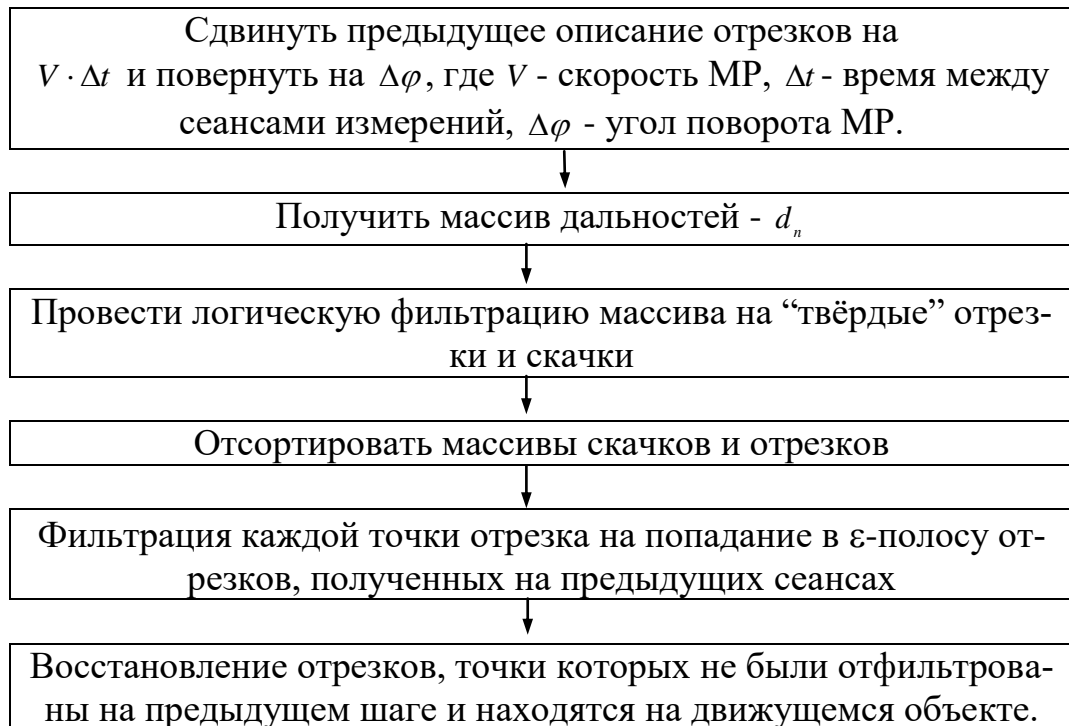 Сдвинуть предыдущее описание отрезков на
V · Δt и повернуть на Δφ, где V - скорость МР, Δt - время между
сеансами измерений, Δφ - угол поворота МР.
Получить массив дальностей - dₙ
Провести логическую фильтрацию массива на “твёрдые” отрез-
ки и скачки
Отсортировать массивы скачков и отрезков
Фильтрация каждой точки отрезка на попадание в ε-полосу от-
резков, полученных на предыдущих сеансах
Восстановление отрезков, точки которых не были отфильтрова-
ны на предыдущем шаге и находятся на движущемся объекте.